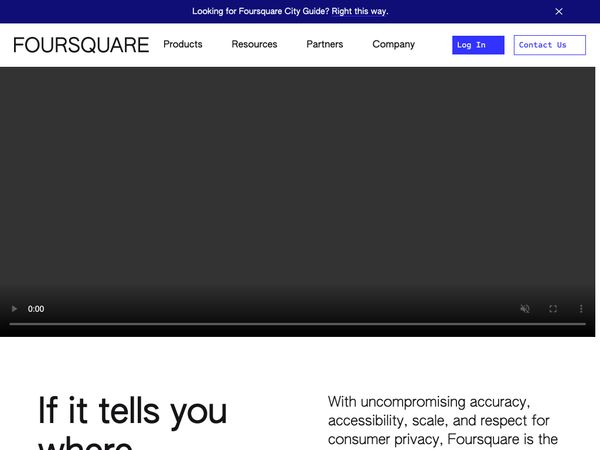 Looking for Foursquare City Guide? Right this way.
FOURSQUARE Products Resources Partners Company Log In Contact Us
0:00
If it tells you
where
With uncompromising accuracy,
accessibility, scale, and respect for
consumer privacy, Foursquare is the